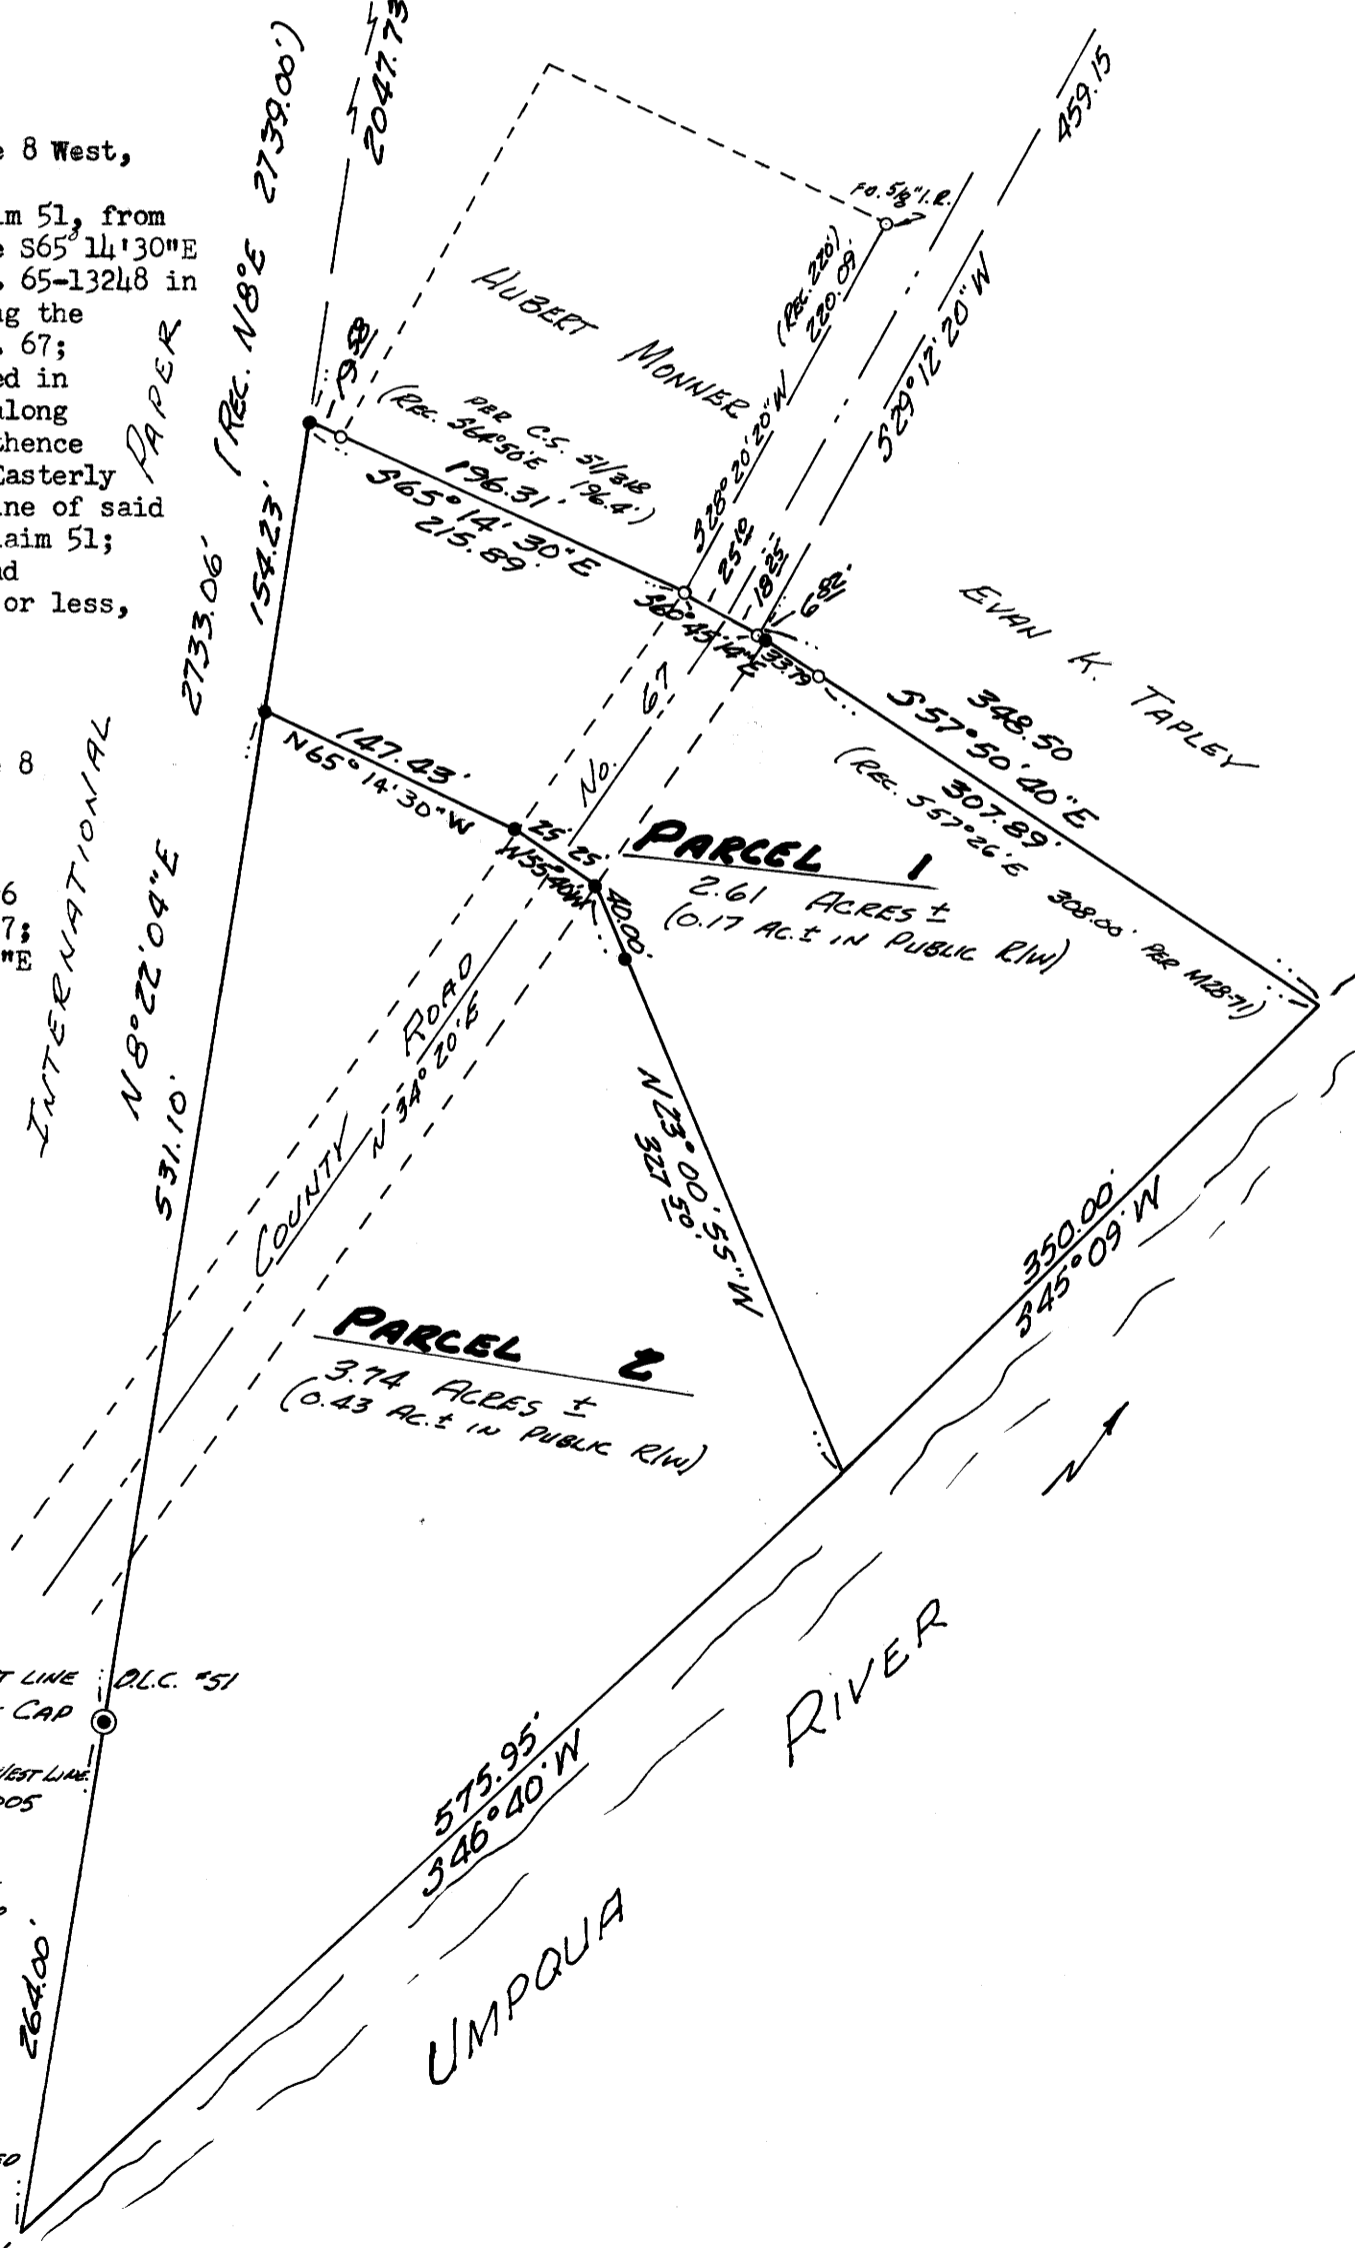 8 West,
51, from
S65°14'30"E
65-13248 in
the
67;
in
along
thence
Easterly
of said
51;
or less,
8
7;
"E
2047.73
(REC. N8°E 2739.00')
459.15
FD. 5/8" I.R.
(REC. 220')
220.09'
S28°20'20"W
S29°12'20"W
HUBERT MONNER
INTERNATIONAL PAPER
19.58
PER C.S. 51/318
(REC. S64°50'E 196.4')
196.31'
S65°14'30"E
215.89'
25.10
18.25
6.82'
S60°45'14"E
33.79
EVAN K. TAPLEY
348.50
S57°50'40"E
307.89'
(REC. S57°26'E 308.00' PER M28-71)
154.23'
2733.06'
N8°22'04"E
531.10'
147.43'
N65°14'30"W
25' 25'
N55°40'W
40.00'
COUNTY ROAD No. 67
N34°20'E
PARCEL 1
2.61 ACRES ±
(0.17 AC.± IN PUBLIC R/W)
N23°00'55"W
327.50'
350.00'
S45°09'W
PARCEL 2
3.74 ACRES ±
(0.43 AC.± IN PUBLIC R/W)
N
LINE
D.L.C. #51
CAP
WEST LINE
575.95'
S46°40'W
264.00'
UMPQUA RIVER